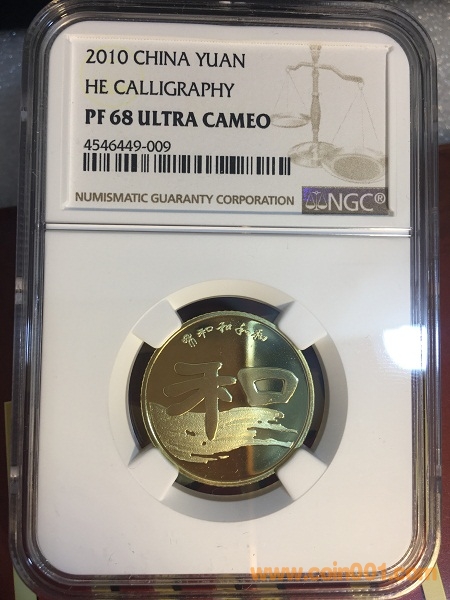 2010 CHINA YUAN
HE CALLIGRAPHY
PF 68 ULTRA CAMEO
4546449-009
NUMISMATIC GUARANTY CORPORATION
NGC®
和
www.coin001.com